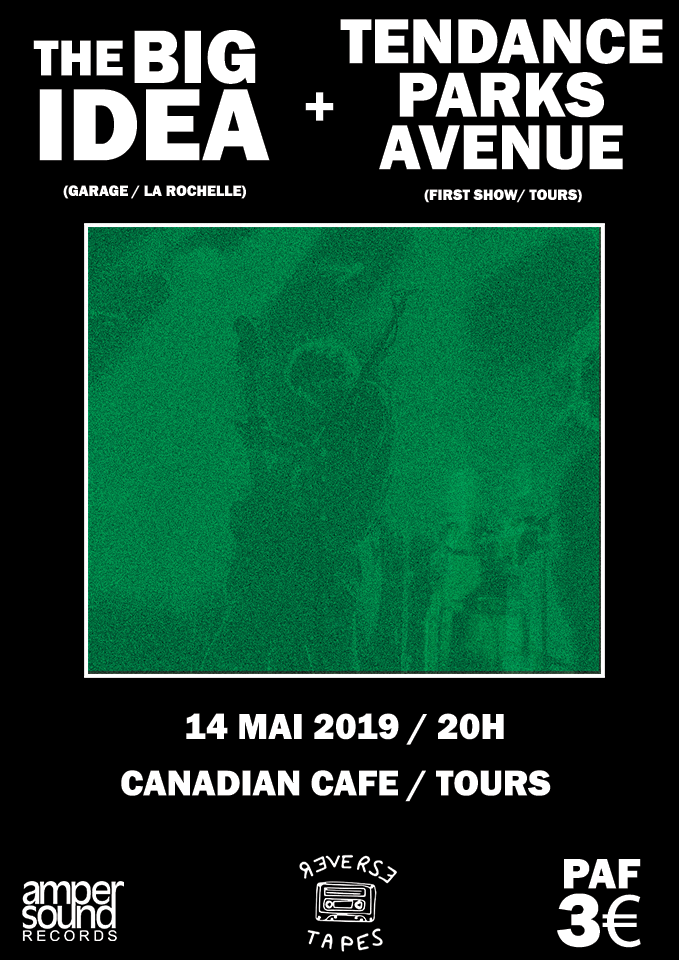 THE BIG
IDEA
(GARAGE / LA ROCHELLE)
+
TENDANCE
PARKS
AVENUE
(FIRST SHOW/ TOURS)
14 MAI 2019 / 20H
CANADIAN CAFE / TOURS
amper
sound
RECORDS
REVERSE
TAPES
PAF
3€